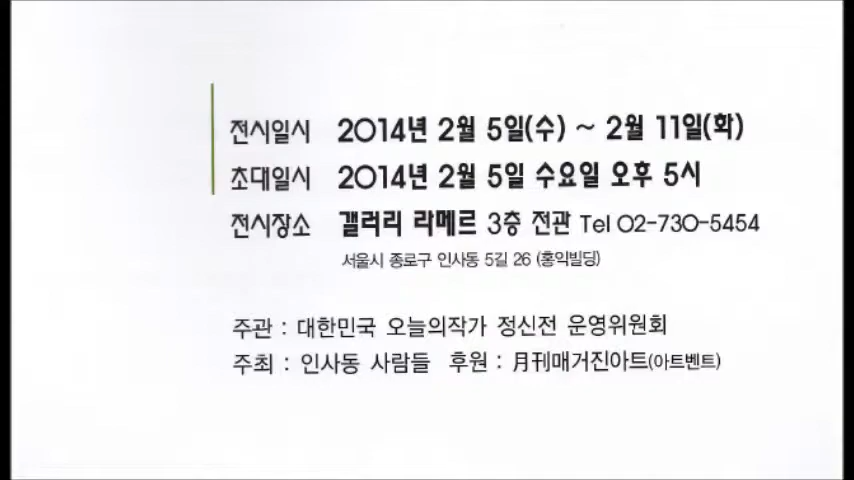 전시일시 2014년 2월 5일(수) ~ 2월 11일(화)
초대일시 2014년 2월 5일 수요일 오후 5시
전시장소 갤러리 라메르 3층 전관 Tel 02-730-5454
서울시 종로구 인사동 5길 26 (홍익빌딩)
주관 : 대한민국 오늘의작가 정신전 운영위원회
주최 : 인사동 사람들 후원 : 月刊매거진아트(아트벤트)